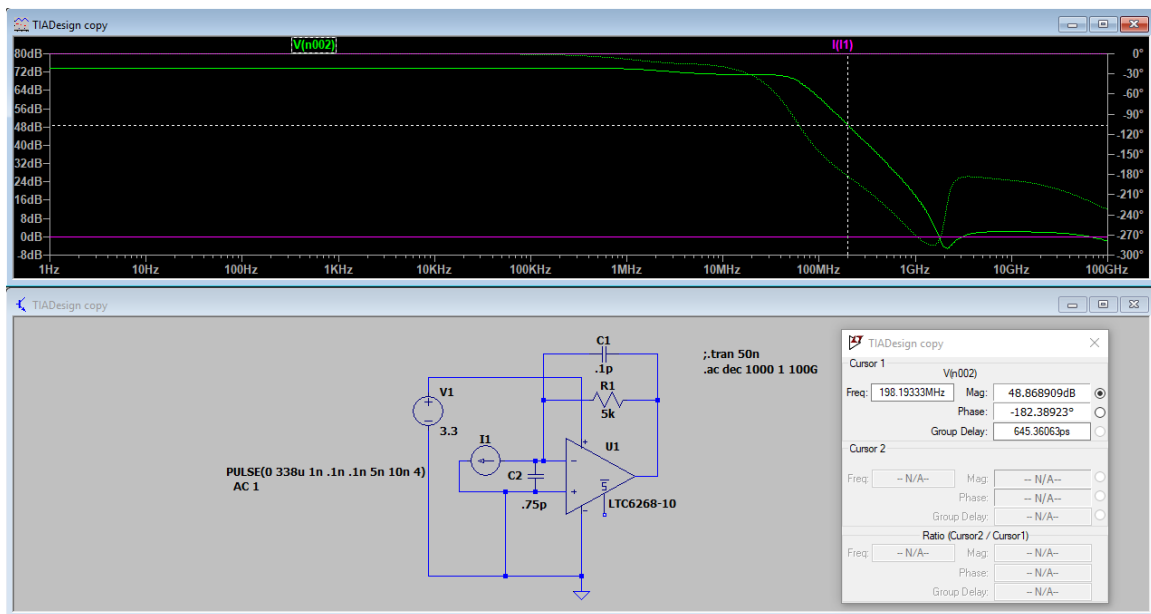 TIADesign copy
V(n002) I(I1)
80dB 0°
72dB -30°
64dB -60°
56dB -90°
48dB -120°
40dB -150°
32dB -180°
24dB -210°
16dB -240°
8dB -270°
0dB -300°
-8dB
1Hz 10Hz 100Hz 1KHz 10KHz 100KHz 1MHz 10MHz 100MHz 1GHz 10GHz 100GHz
TIADesign copy
C1
.1p
R1
5k
;.tran 50n
.ac dec 1000 1 100G
V1
3.3
I1
U1
C2
.75p
5
LTC6268-10
PULSE(0 338u 1n .1n .1n 5n 10n 4)
AC 1
TIADesign copy
Cursor 1
V(n002)
Freq: 198.19333MHz Mag: 48.868909dB
Phase: -182.38923°
Group Delay: 645.36063ps
Cursor 2
Freq: -- N/A-- Mag: -- N/A--
Phase: -- N/A--
Group Delay: -- N/A--
Ratio (Cursor2 / Cursor1)
Freq: -- N/A-- Mag: -- N/A--
Phase: -- N/A--
Group Delay: -- N/A--